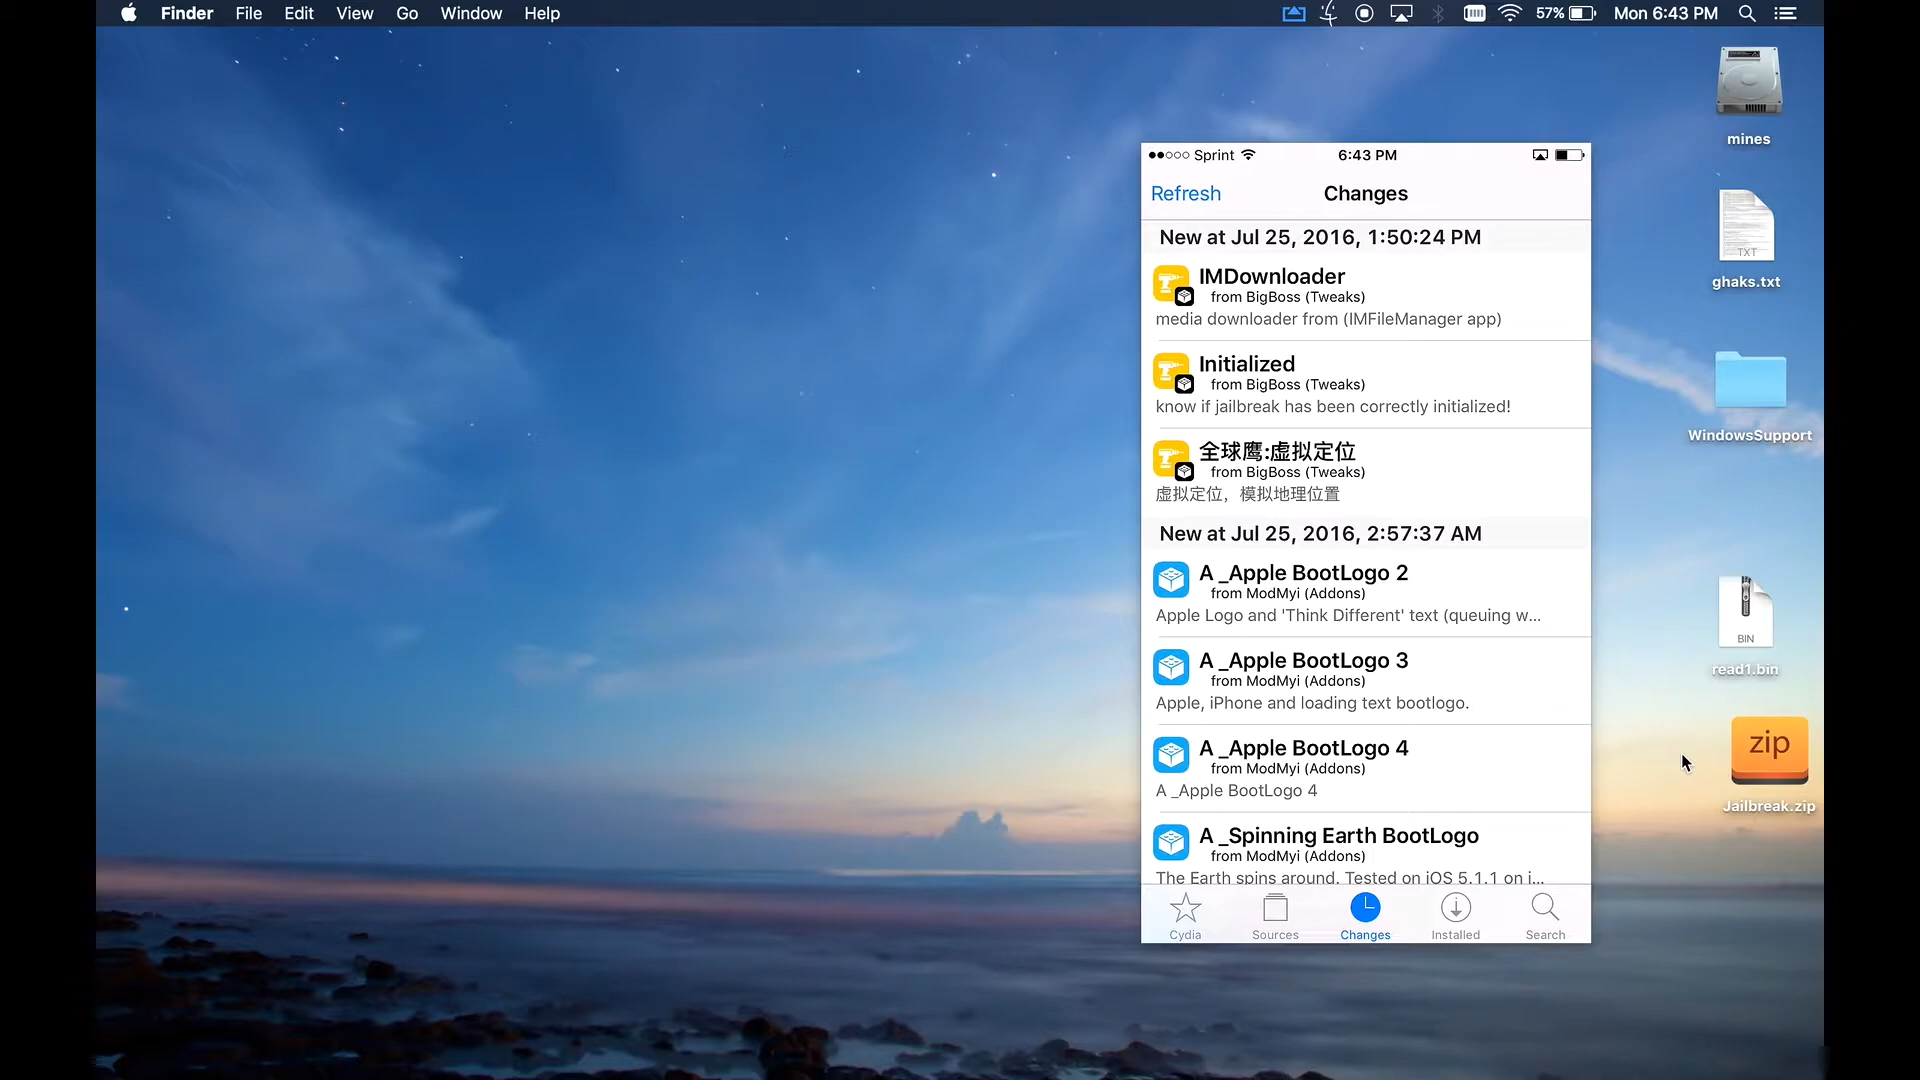 Finder File Edit View Go Window Help 57% Mon 6:43 PM
mines
TXT
ghaks.txt
WindowsSupport
BIN
read1.bin
zip
Jailbreak.zip
Sprint 6:43 PM
Refresh Changes
New at Jul 25, 2016, 1:50:24 PM
IMDownloader
from BigBoss (Tweaks)
media downloader from (IMFileManager app)
Initialized
from BigBoss (Tweaks)
know if jailbreak has been correctly initialized!
全球鹰:虚拟定位
from BigBoss (Tweaks)
虚拟定位，模拟地理位置
New at Jul 25, 2016, 2:57:37 AM
A _Apple BootLogo 2
from ModMyi (Addons)
Apple Logo and 'Think Different' text (queuing w...
A _Apple BootLogo 3
from ModMyi (Addons)
Apple, iPhone and loading text bootlogo.
A _Apple BootLogo 4
from ModMyi (Addons)
A _Apple BootLogo 4
A _Spinning Earth BootLogo
from ModMyi (Addons)
The Earth spins around. Tested on iOS 5.1.1 on i...
Cydia Sources Changes Installed Search